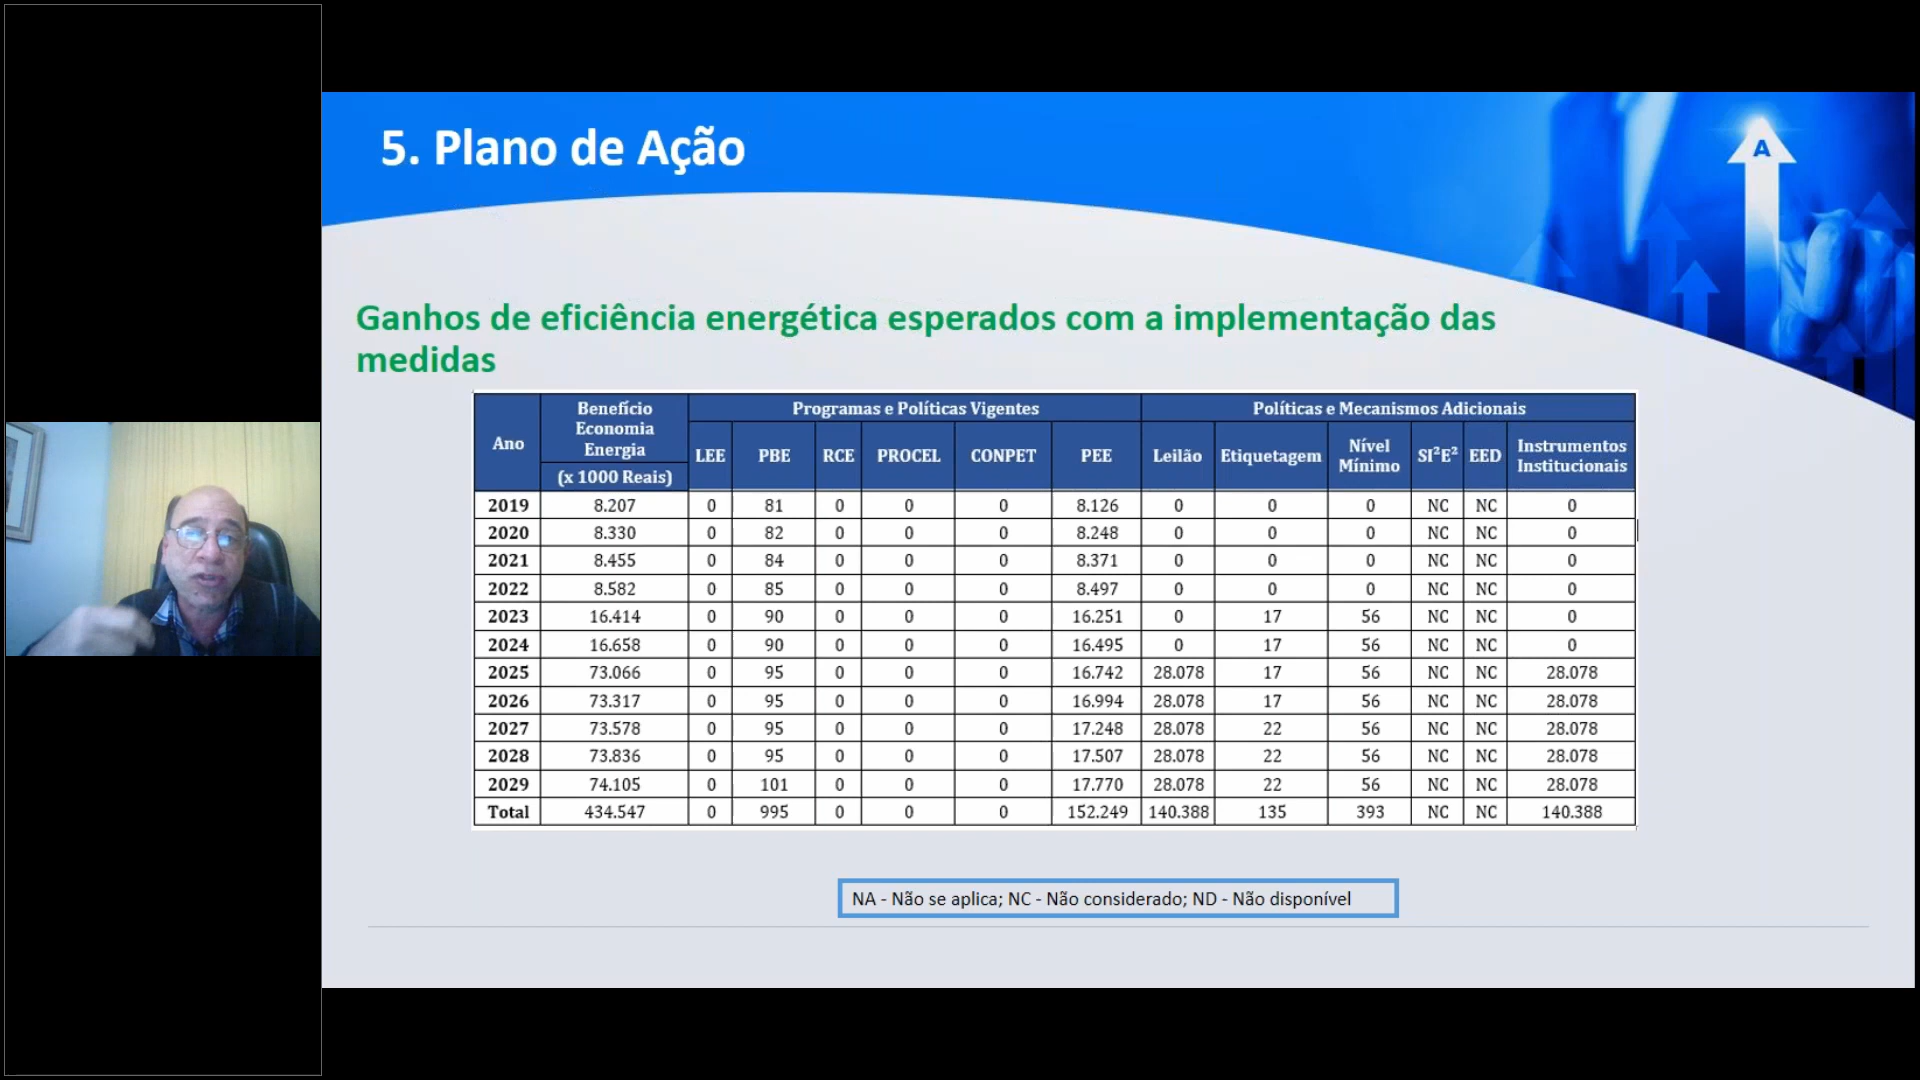 5. Plano de Ação
A
Ganhos de eficiência energética esperados com a implementação das
medidas
Ano Benefício Economia Energia (x 1000 Reais) Programas e Políticas Vigentes Políticas e Mecanismos Adicionais
LEE PBE RCE PROCEL CONPET PEE Leilão Etiquetagem Nível Mínimo SI²E² EED Instrumentos Institucionais
2019 8.207 0 81 0 0 0 8.126 0 0 0 NC NC 0
2020 8.330 0 82 0 0 0 8.248 0 0 0 NC NC 0
2021 8.455 0 84 0 0 0 8.371 0 0 0 NC NC 0
2022 8.582 0 85 0 0 0 8.497 0 0 0 NC NC 0
2023 16.414 0 90 0 0 0 16.251 0 17 56 NC NC 0
2024 16.658 0 90 0 0 0 16.495 0 17 56 NC NC 0
2025 73.066 0 95 0 0 0 16.742 28.078 17 56 NC NC 28.078
2026 73.317 0 95 0 0 0 16.994 28.078 17 56 NC NC 28.078
2027 73.578 0 95 0 0 0 17.248 28.078 22 56 NC NC 28.078
2028 73.836 0 95 0 0 0 17.507 28.078 22 56 NC NC 28.078
2029 74.105 0 101 0 0 0 17.770 28.078 22 56 NC NC 28.078
Total 434.547 0 995 0 0 0 152.249 140.388 135 393 NC NC 140.388
NA - Não se aplica; NC - Não considerado; ND - Não disponível